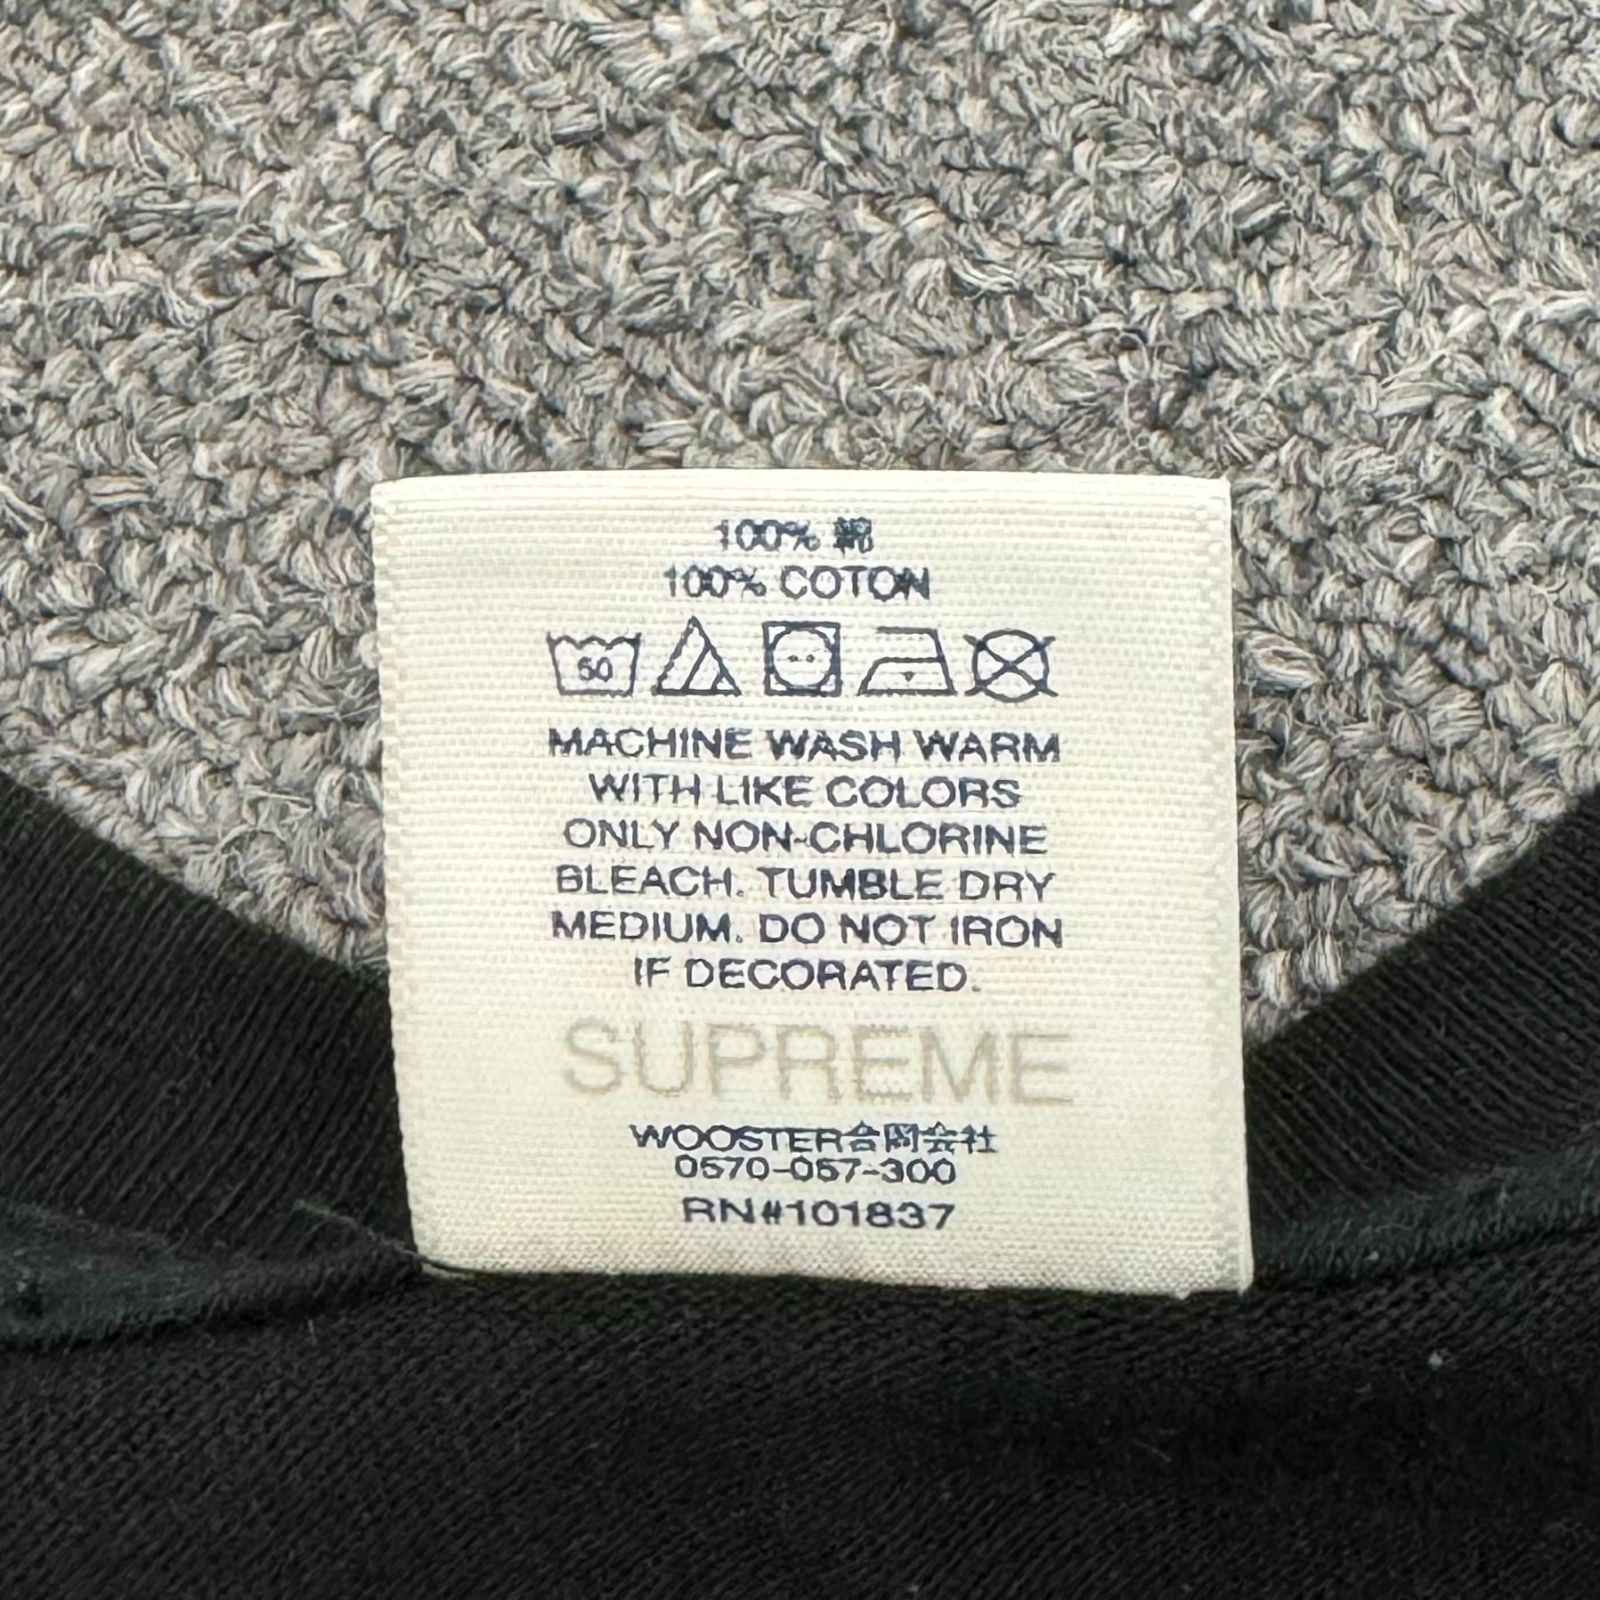 100% 綿
100% COTON
50
MACHINE WASH WARM
WITH LIKE COLORS
ONLY NON-CHLORINE
BLEACH. TUMBLE DRY
MEDIUM. DO NOT IRON
IF DECORATED.
SUPREME
WOOSTER合同会社
0570-057-300
RN#101837